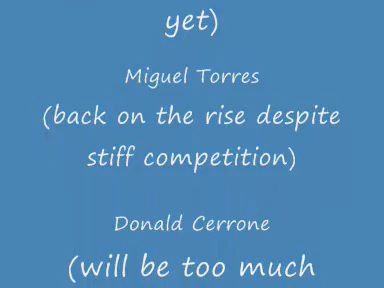 yet)
Miguel Torres
(back on the rise despite
stiff competition)
Donald Cerrone
(will be too much